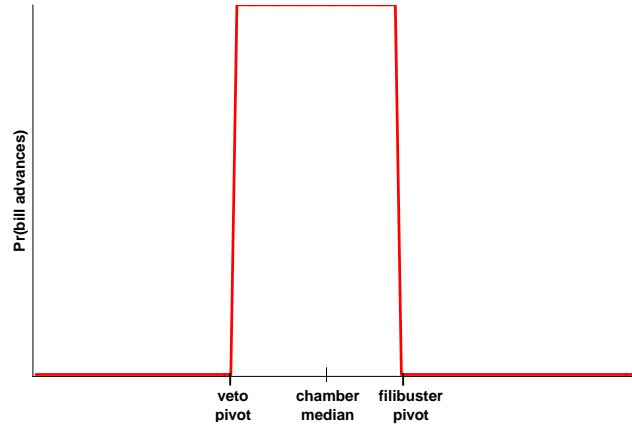 Pr(bill advances)
veto
pivot
chamber
median
filibuster
pivot